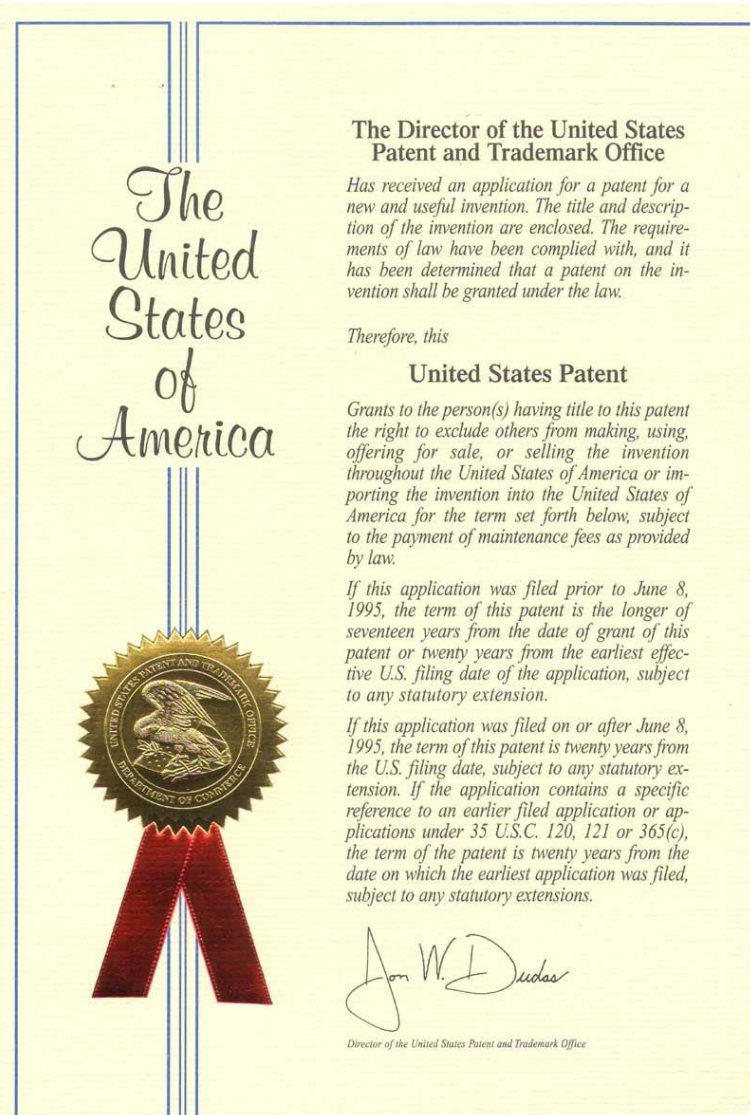 The
United
States
of
America
UNITED STATES PATENT AND TRADEMARK OFFICE
DEPARTMENT OF COMMERCE
The Director of the United States
Patent and Trademark Office
Has received an application for a patent for a
new and useful invention. The title and descrip-
tion of the invention are enclosed. The require-
ments of law have been complied with, and it
has been determined that a patent on the in-
vention shall be granted under the law.
Therefore, this
United States Patent
Grants to the person(s) having title to this patent
the right to exclude others from making, using,
offering for sale, or selling the invention
throughout the United States of America or im-
porting the invention into the United States of
America for the term set forth below, subject
to the payment of maintenance fees as provided
by law.
If this application was filed prior to June 8,
1995, the term of this patent is the longer of
seventeen years from the date of grant of this
patent or twenty years from the earliest effec-
tive U.S. filing date of the application, subject
to any statutory extension.
If this application was filed on or after June 8,
1995, the term of this patent is twenty years from
the U.S. filing date, subject to any statutory ex-
tension. If the application contains a specific
reference to an earlier filed application or ap-
plications under 35 U.S.C. 120, 121 or 365(c),
the term of the patent is twenty years from the
date on which the earliest application was filed,
subject to any statutory extensions.
Jon W. Dudas
Director of the United States Patent and Trademark Office